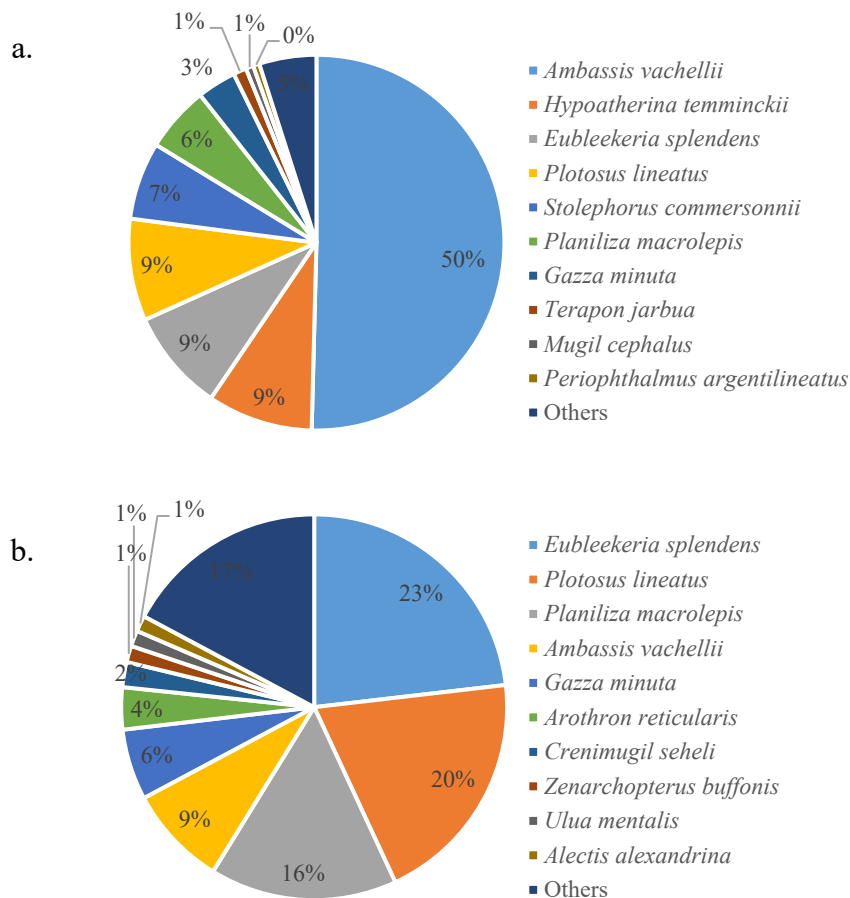 a.
1%
1%
0%
3%
5%
6%
7%
9%
9%
9%
50%
Ambassis vachellii
Hypoatherina temminckii
Eubleekeria splendens
Plotosus lineatus
Stolephorus commersonnii
Planiliza macrolepis
Gazza minuta
Terapon jarbua
Mugil cephalus
Periophthalmus argentilineatus
Others
b.
1%
1%
1%
17%
2%
4%
6%
9%
16%
20%
23%
Eubleekeria splendens
Plotosus lineatus
Planiliza macrolepis
Ambassis vachellii
Gazza minuta
Arothron reticularis
Crenimugil seheli
Zenarchopterus buffonis
Ulua mentalis
Alectis alexandrina
Others